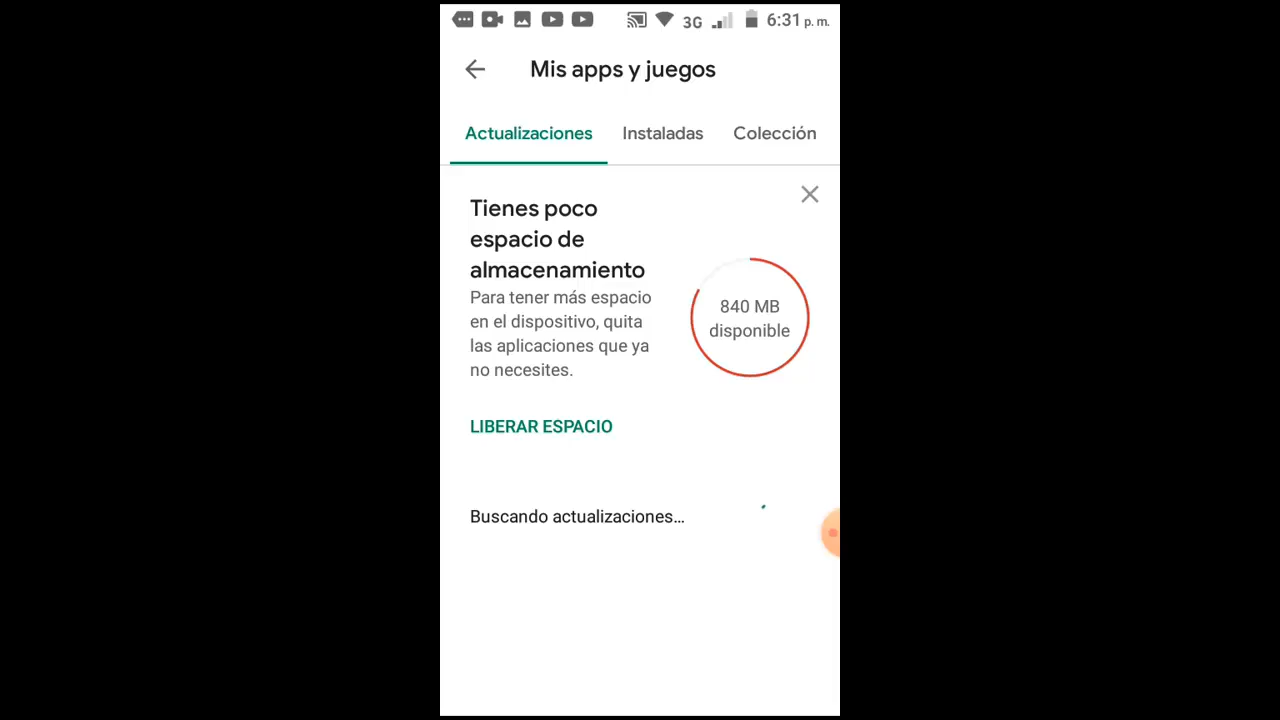 3G 6:31 p. m.
Mis apps y juegos
Actualizaciones Instaladas Colección
Tienes poco
espacio de
almacenamiento
Para tener más espacio
en el dispositivo, quita
las aplicaciones que ya
no necesites.
840 MB
disponible
LIBERAR ESPACIO
Buscando actualizaciones...